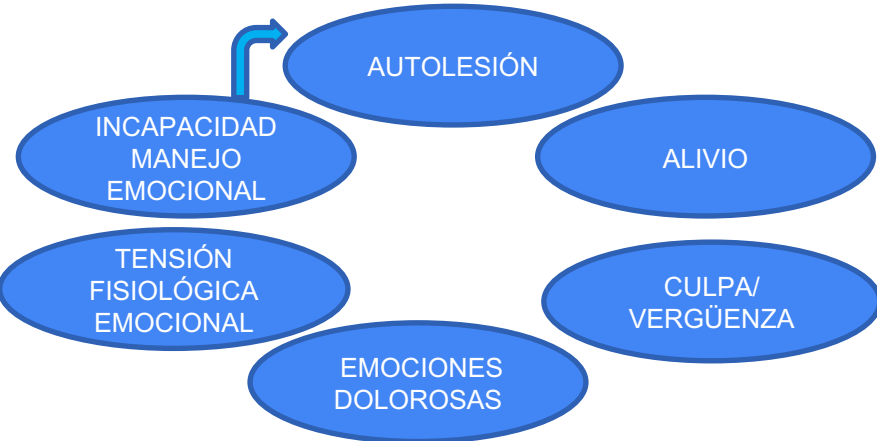 AUTOLESIÓN
INCAPACIDAD
MANEJO
EMOCIONAL
ALIVIO
TENSIÓN
FISIOLÓGICA
EMOCIONAL
CULPA/
VERGÜENZA
EMOCIONES
DOLOROSAS